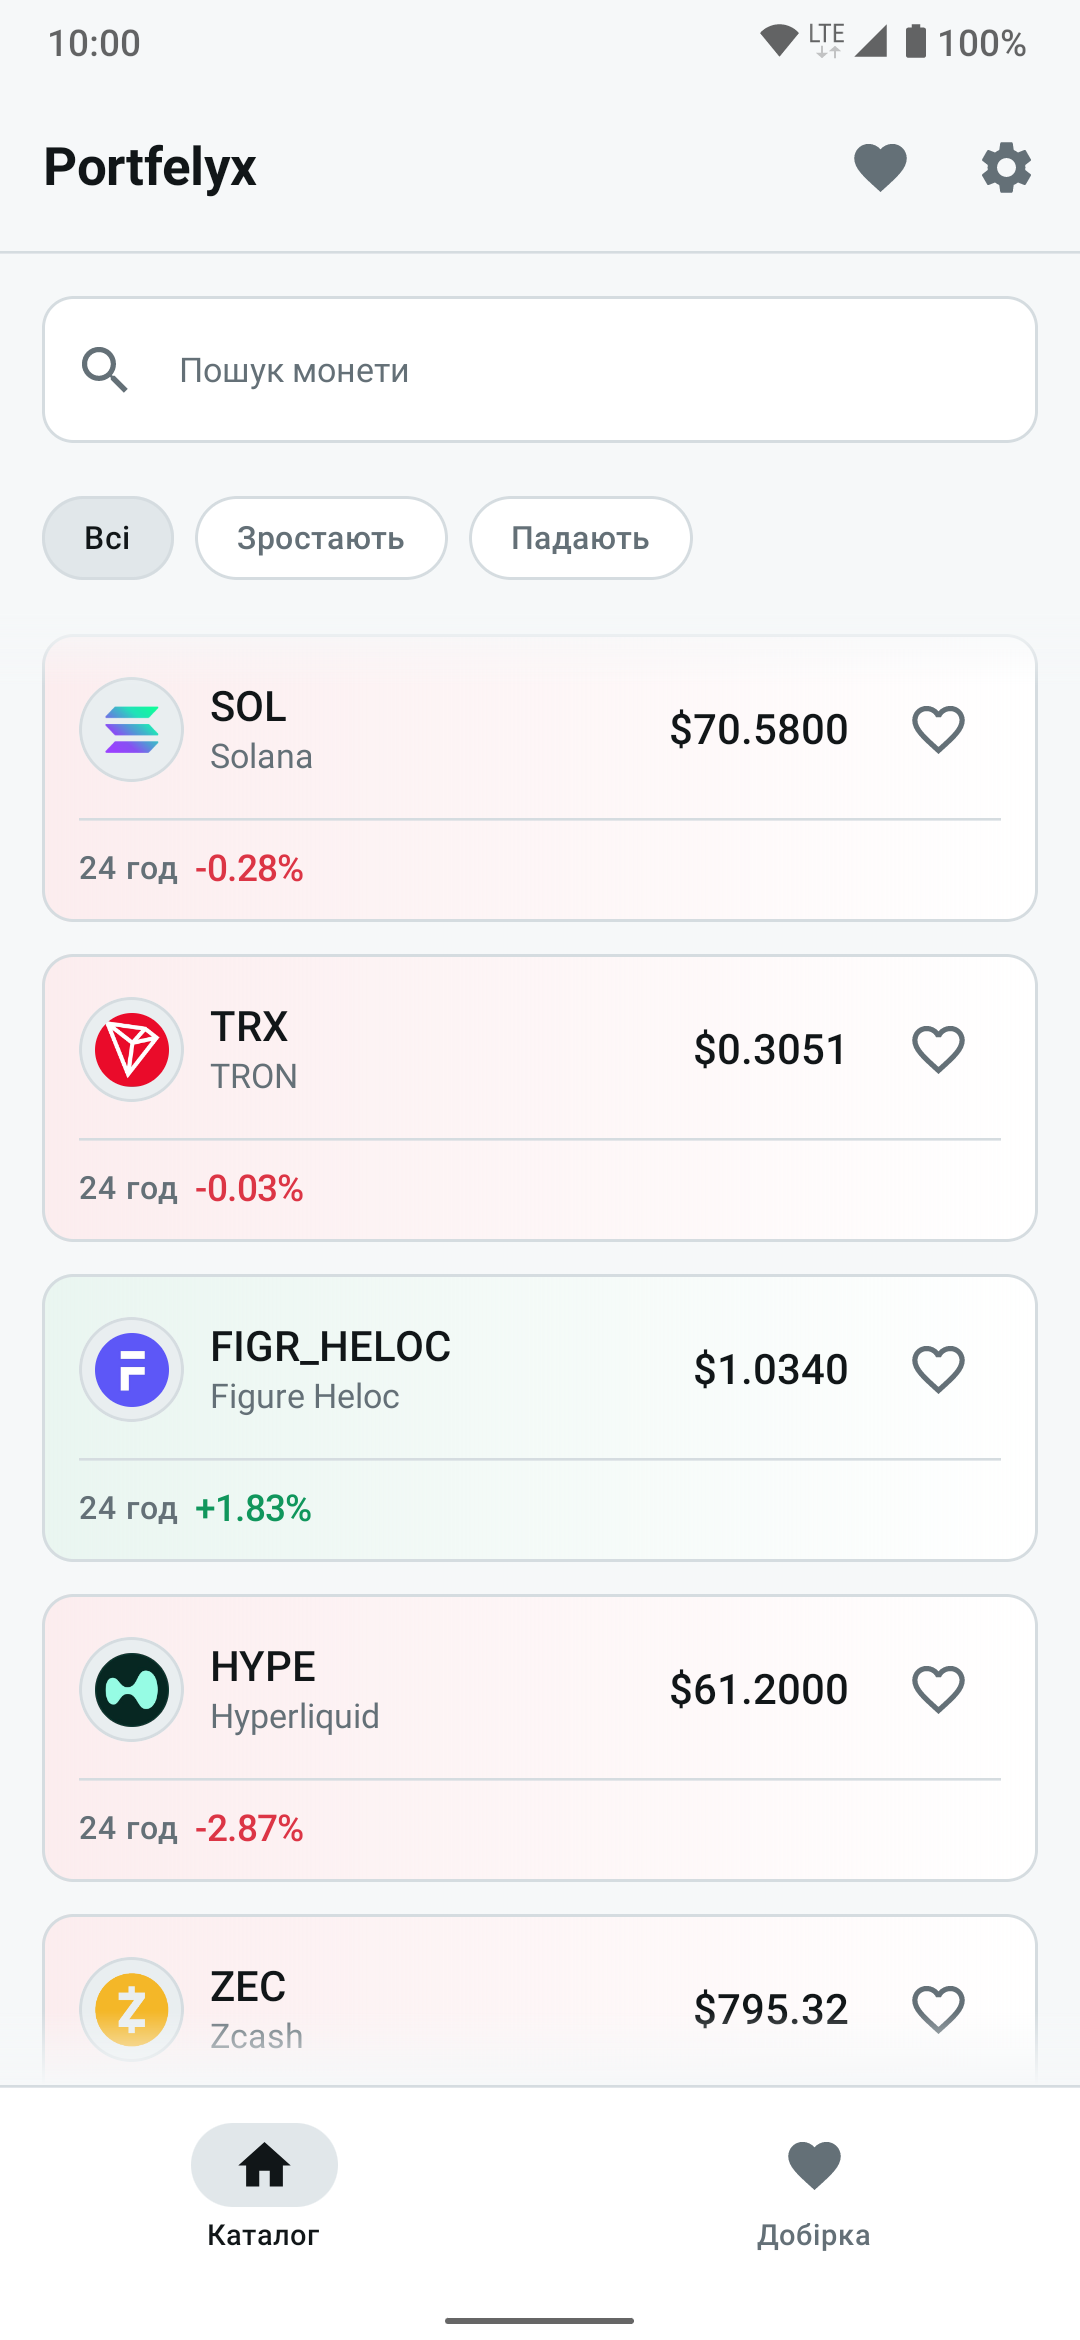 10:00 LTE 100%
Portfelyx
Пошук монети
Всі Зростають Падають
SOL
Solana
$70.5800
24 год -0.28%
TRX
TRON
$0.3051
24 год -0.03%
FIGR_HELOC
Figure Heloc
$1.0340
24 год +1.83%
HYPE
Hyperliquid
$61.2000
24 год -2.87%
ZEC
Zcash
$795.32
Каталог Добірка